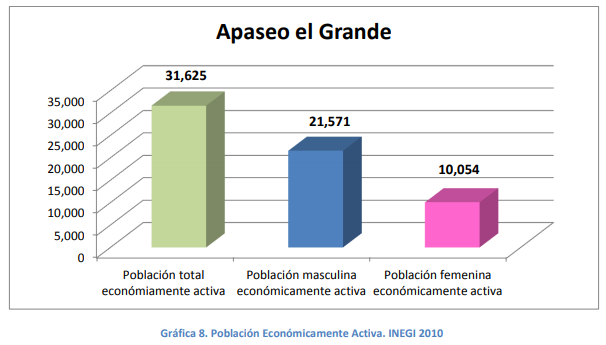 Apaseo el Grande
31,625
21,571
10,054
35,000
30,000
25,000
20,000
15,000
10,000
5,000
0
Población total
económiamente activa
Población masculina
económicamente activa
Población femenina
económicamente activa
Gráfica 8. Población Económicamente Activa. INEGI 2010